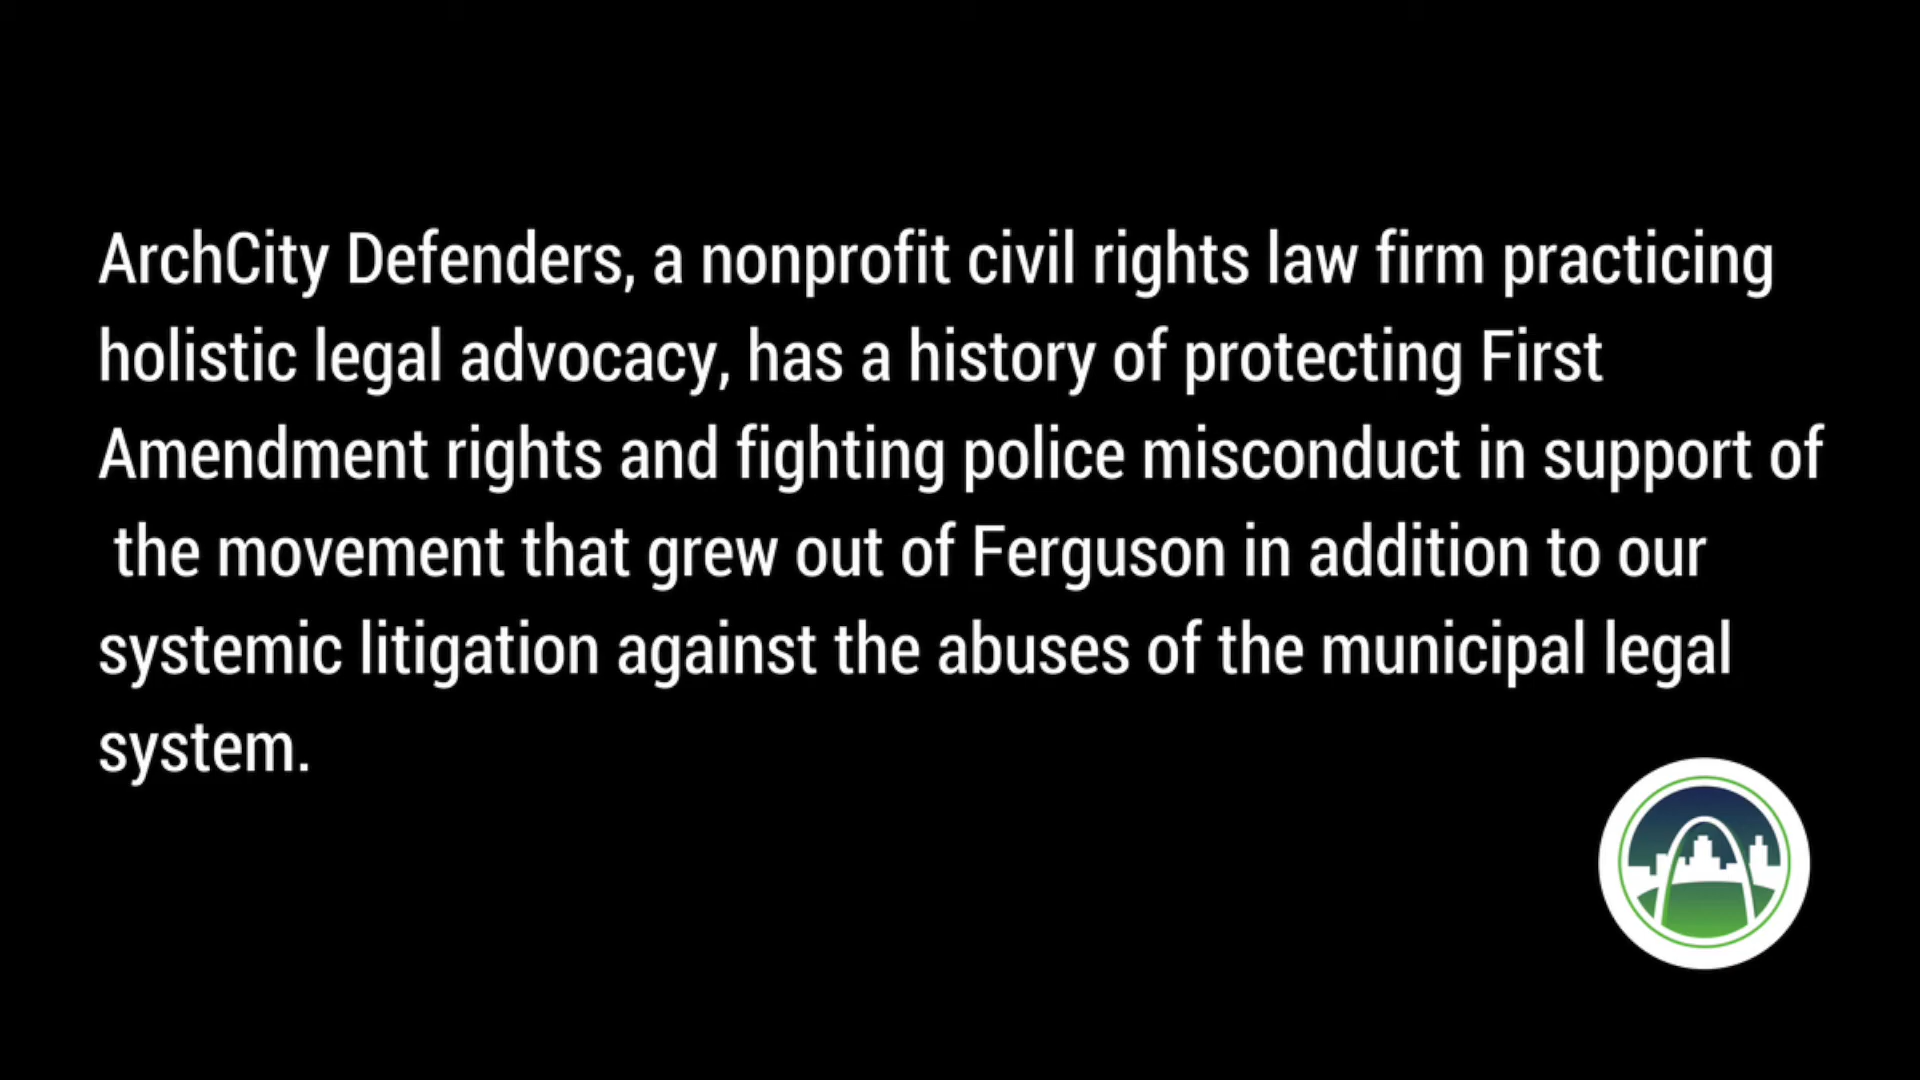 ArchCity Defenders, a nonprofit civil rights law firm practicing
holistic legal advocacy, has a history of protecting First
Amendment rights and fighting police misconduct in support of
the movement that grew out of Ferguson in addition to our
systemic litigation against the abuses of the municipal legal
system.